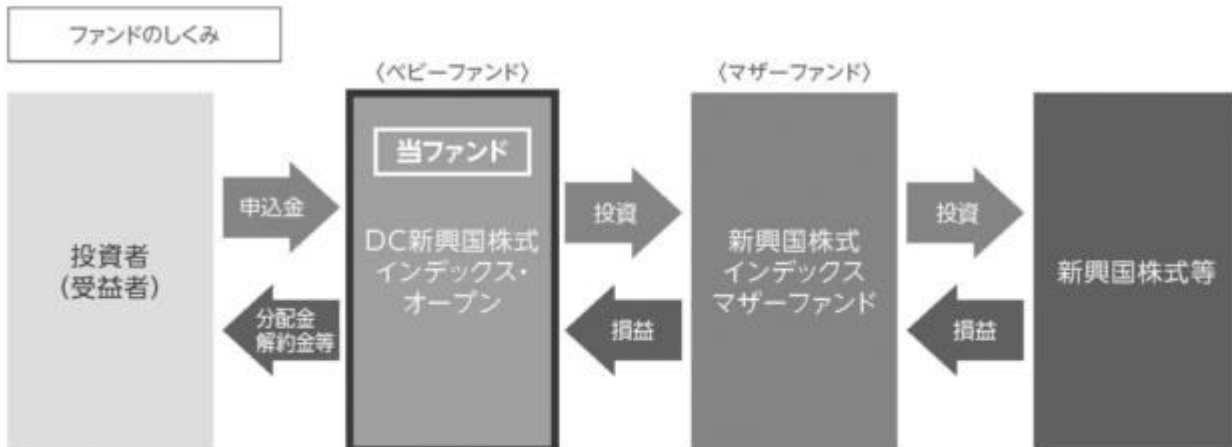 ファンドのしくみ
〈ベビーファンド〉
〈マザーファンド〉
投資者
(受益者)
申込金
分配金
解約金等
当ファンド
DC新興国株式
インデックス・
オープン
投資
損益
新興国株式
インデックス
マザーファンド
投資
損益
新興国株式等